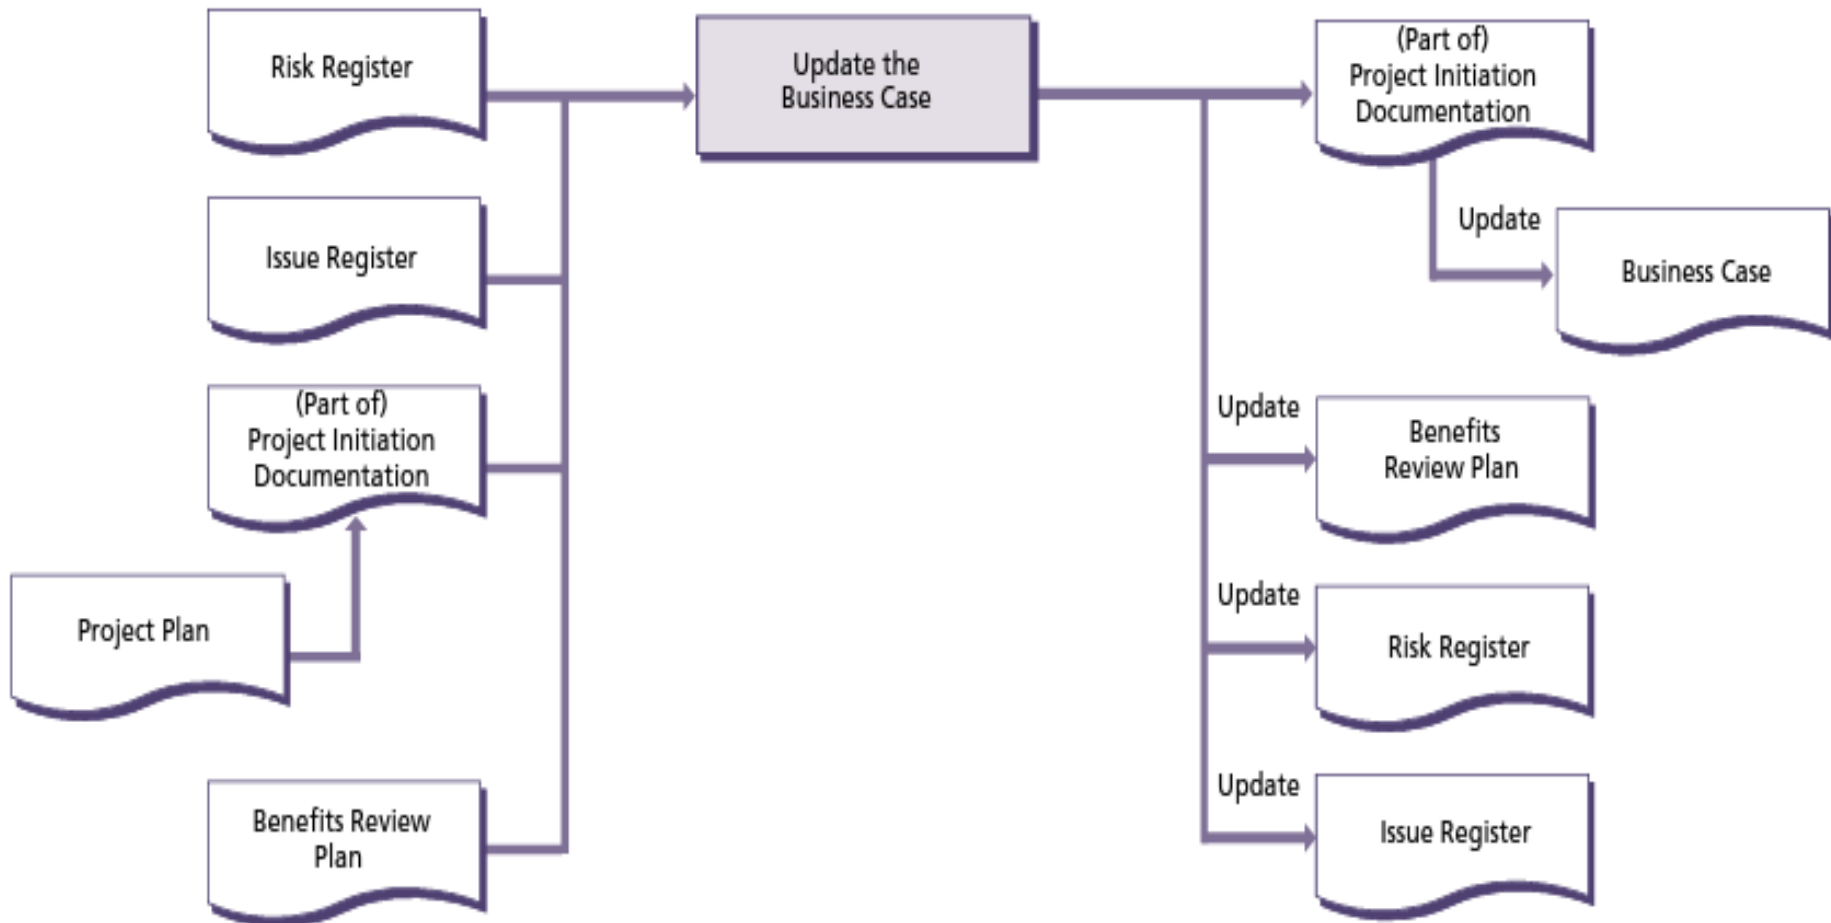 Risk Register
Issue Register
(Part of)
Project Initiation
Documentation
Project Plan
Benefits Review
Plan
Update the
Business Case
(Part of)
Project Initiation
Documentation
Update
Business Case
Update
Benefits
Review Plan
Update
Risk Register
Update
Issue Register